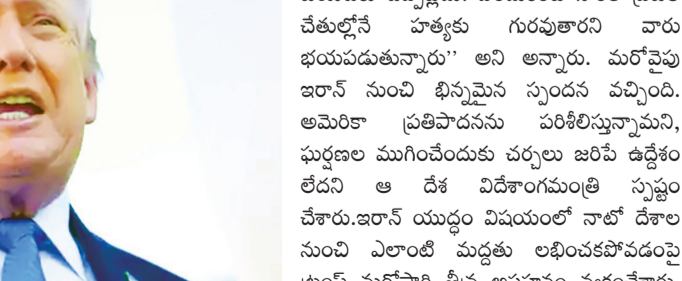 చేతుల్లోనే హత్యకు గురవుతారని వారు
భయపడుతున్నారు’’ అని అన్నారు. మరోవైపు
ఇరాన్ నుంచి భిన్నమైన స్పందన వచ్చింది.
అమెరికా ప్రతిపాదనను పరిశీలిస్తున్నామని,
ఘర్షణల ముగించేందుకు చర్చలు జరిపే ఉద్దేశం
లేదని ఆ దేశ విదేశాంగమంత్రి స్పష్టం
చేశారు.ఇరాన్ యుద్ధం విషయంలో నాటో దేశాల
నుంచి ఎలాంటి మద్దతు లభించకపోవడంపై